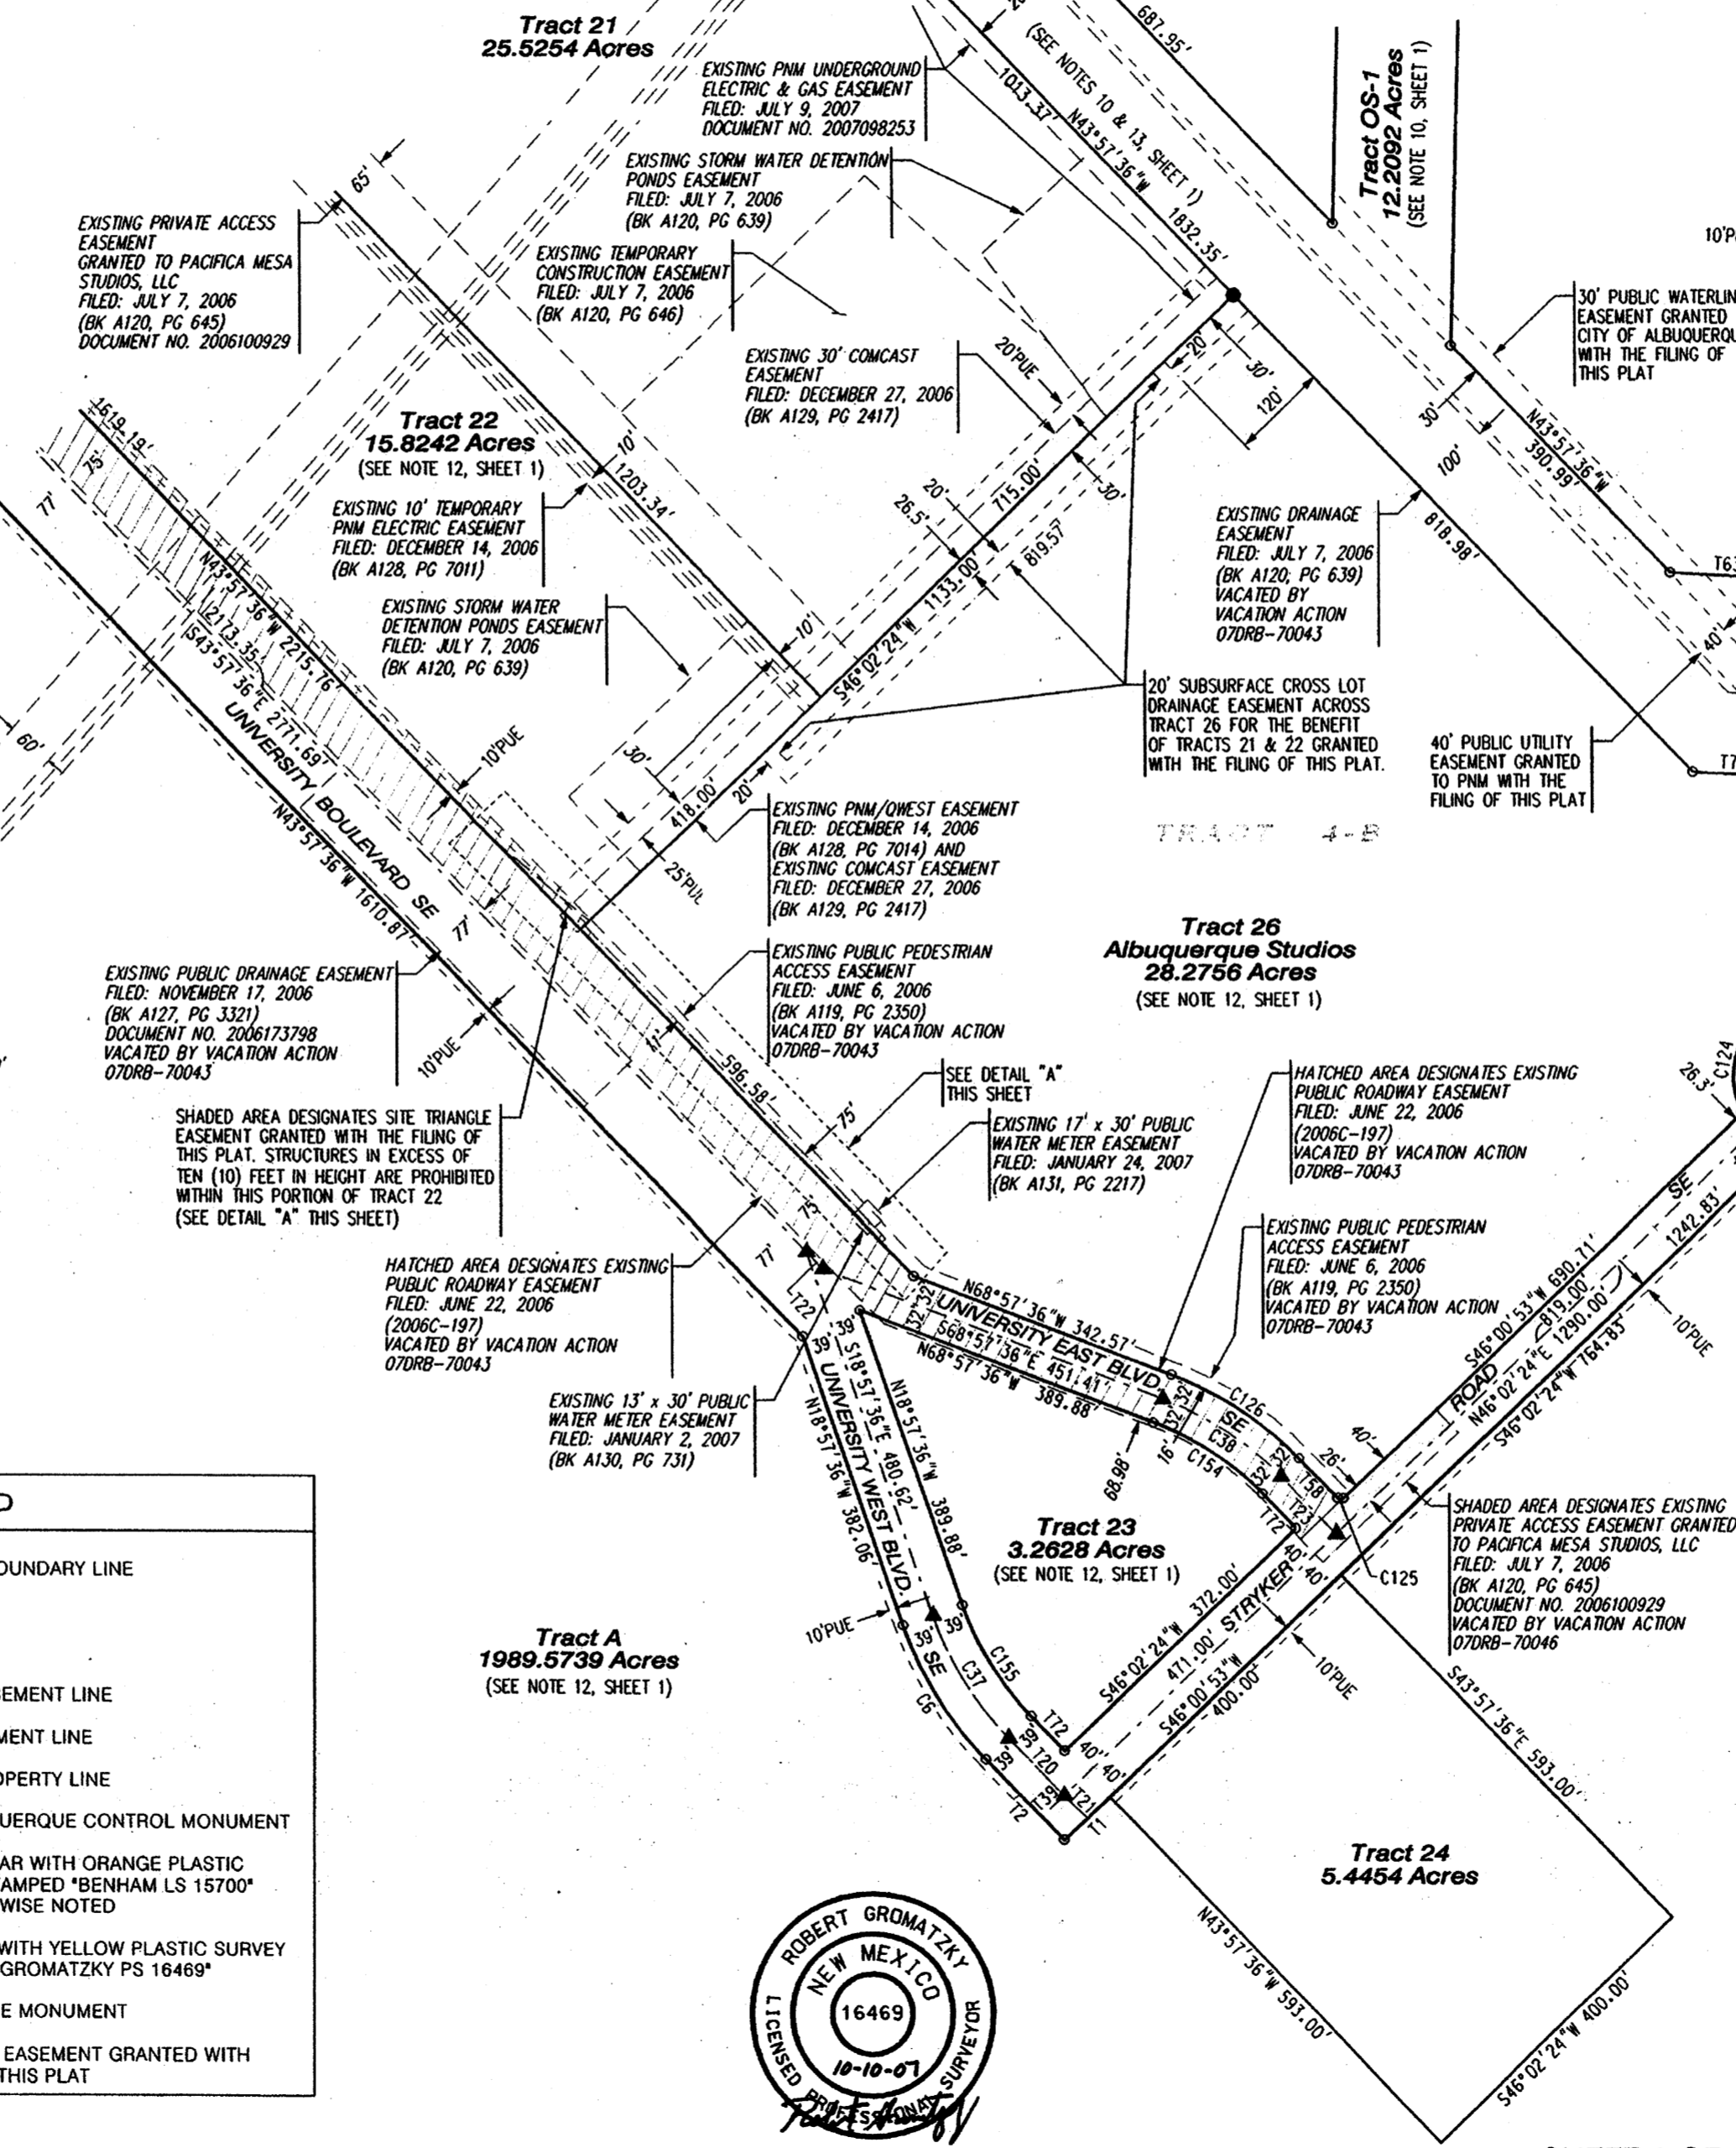 Tract 21
25.5254 Acres
EXISTING PNM UNDERGROUND
ELECTRIC & GAS EASEMENT
FILED: JULY 9, 2007
DOCUMENT NO. 2007098253
(SEE NOTES 10 & 13, SHEET 1)
687.95'
Tract OS-1
12.2092 Acres
(SEE NOTE 10, SHEET 1)
1013.37'
N43°57'36"W
1832.35'
65'
EXISTING STORM WATER DETENTION
PONDS EASEMENT
FILED: JULY 7, 2006
(BK A120, PG 639)
EXISTING PRIVATE ACCESS
EASEMENT
GRANTED TO PACIFICA MESA
STUDIOS, LLC
FILED: JULY 7, 2006
(BK A120, PG 645)
DOCUMENT NO. 2006100929
EXISTING TEMPORARY
CONSTRUCTION EASEMENT
FILED: JULY 7, 2006
(BK A120, PG 646)
30' PUBLIC WATERLIN
EASEMENT GRANTED
CITY OF ALBUQUERQU
WITH THE FILING OF
THIS PLAT
EXISTING 30' COMCAST
EASEMENT
FILED: DECEMBER 27, 2006
(BK A129, PG 2417)
20'PUE
20'
30'
120'
30'
100'
N43°57'36"W
390.99'
1619.19'
75'
77'
Tract 22
15.8242 Acres
(SEE NOTE 12, SHEET 1)
10'
1203.34'
EXISTING 10' TEMPORARY
PNM ELECTRIC EASEMENT
FILED: DECEMBER 14, 2006
(BK A128, PG 7011)
20'
26.5'
715.00'
30'
819.57'
1133.00'
S46°02'24"W
EXISTING DRAINAGE
EASEMENT
FILED: JULY 7, 2006
(BK A120, PG 639)
VACATED BY
VACATION ACTION
07DRB-70043
818.98'
T63
40'
N43°57'36"W 2215.76'
2173.35'
S43°57'36"E 2771.69'
UNIVERSITY BOULEVARD SE
N43°57'36"W 1610.87'
EXISTING STORM WATER
DETENTION PONDS EASEMENT
FILED: JULY 7, 2006
(BK A120, PG 639)
10'
20' SUBSURFACE CROSS LOT
DRAINAGE EASEMENT ACROSS
TRACT 26 FOR THE BENEFIT
OF TRACTS 21 & 22 GRANTED
WITH THE FILING OF THIS PLAT.
40' PUBLIC UTILITY
EASEMENT GRANTED
TO PNM WITH THE
FILING OF THIS PLAT
60'
10'PUE
30'
418.00'
20'
25'PUE
EXISTING PNM/QWEST EASEMENT
FILED: DECEMBER 14, 2006
(BK A128, PG 7014) AND
EXISTING COMCAST EASEMENT
FILED: DECEMBER 27, 2006
(BK A129, PG 2417)
TRACT 4-B
77'
Tract 26
Albuquerque Studios
28.2756 Acres
(SEE NOTE 12, SHEET 1)
EXISTING PUBLIC DRAINAGE EASEMENT
FILED: NOVEMBER 17, 2006
(BK A127, PG 3321)
DOCUMENT NO. 2006173798
VACATED BY VACATION ACTION
07DRB-70043
10'PUE
EXISTING PUBLIC PEDESTRIAN
ACCESS EASEMENT
FILED: JUNE 6, 2006
(BK A119, PG 2350)
VACATED BY VACATION ACTION
07DRB-70043
596.58'
75'
SEE DETAIL "A"
THIS SHEET
SHADED AREA DESIGNATES SITE TRIANGLE
EASEMENT GRANTED WITH THE FILING OF
THIS PLAT. STRUCTURES IN EXCESS OF
TEN (10) FEET IN HEIGHT ARE PROHIBITED
WITHIN THIS PORTION OF TRACT 22
(SEE DETAIL "A" THIS SHEET)
EXISTING 17' x 30' PUBLIC
WATER METER EASEMENT
FILED: JANUARY 24, 2007
(BK A131, PG 2217)
HATCHED AREA DESIGNATES EXISTING
PUBLIC ROADWAY EASEMENT
FILED: JUNE 22, 2006
(2006C-197)
VACATED BY VACATION ACTION
07DRB-70043
26.3'
C124
75'
77'
HATCHED AREA DESIGNATES EXISTING
PUBLIC ROADWAY EASEMENT
FILED: JUNE 22, 2006
(2006C-197)
VACATED BY VACATION ACTION
07DRB-70043
T22
EXISTING PUBLIC PEDESTRIAN
ACCESS EASEMENT
FILED: JUNE 6, 2006
(BK A119, PG 2350)
VACATED BY VACATION ACTION
07DRB-70043
N68°57'36"W 342.57'
UNIVERSITY EAST BLVD. SE
S68°57'36"E 451.41'
N68°57'36"W 389.88'
32' 32'
C126
C38
C154
16'
68.98'
T58
T23
T72
26'
40'
SE
1242.83'
S46°00'53"W 690.71'
819.00'
ROAD
N46°02'24"E 1290.00'
S46°02'24"W 764.83'
10'PUE
EXISTING 13' x 30' PUBLIC
WATER METER EASEMENT
FILED: JANUARY 2, 2007
(BK A130, PG 731)
39' 39'
S18°57'36"E 480.62'
N18°57'36"W 389.88'
UNIVERSITY WEST BLVD. SE
N18°57'36"W 382.06'
Tract 23
3.2628 Acres
(SEE NOTE 12, SHEET 1)
C125
SHADED AREA DESIGNATES EXISTING
PRIVATE ACCESS EASEMENT GRANTED
TO PACIFICA MESA STUDIOS, LLC
FILED: JULY 7, 2006
(BK A120, PG 645)
DOCUMENT NO. 2006100929
VACATED BY VACATION ACTION
07DRB-70046
S46°02'24"W 372.00'
471.00' STRYKER
S46°00'53"W
400.00'
40' 40'
10'PUE
Tract A
1989.5739 Acres
(SEE NOTE 12, SHEET 1)
10'PUE
39' 39'
C155
C37
C6
T72
T20
T21
T2
T1
S43°57'36"E 593.00'
Tract 24
5.4454 Acres
N43°57'36"W 593.00'
S46°02'24"W 400.00'
D
OUNDARY LINE
EMENT LINE
MENT LINE
OPERTY LINE
UERQUE CONTROL MONUMENT
AR WITH ORANGE PLASTIC
AMPED "BENHAM LS 15700"
WISE NOTED
WITH YELLOW PLASTIC SURVEY
GROMATZKY PS 16469"
E MONUMENT
EASEMENT GRANTED WITH
THIS PLAT
ROBERT GROMATZKY
NEW MEXICO
16469
10-10-07
LICENSED PROFESSIONAL SURVEYOR